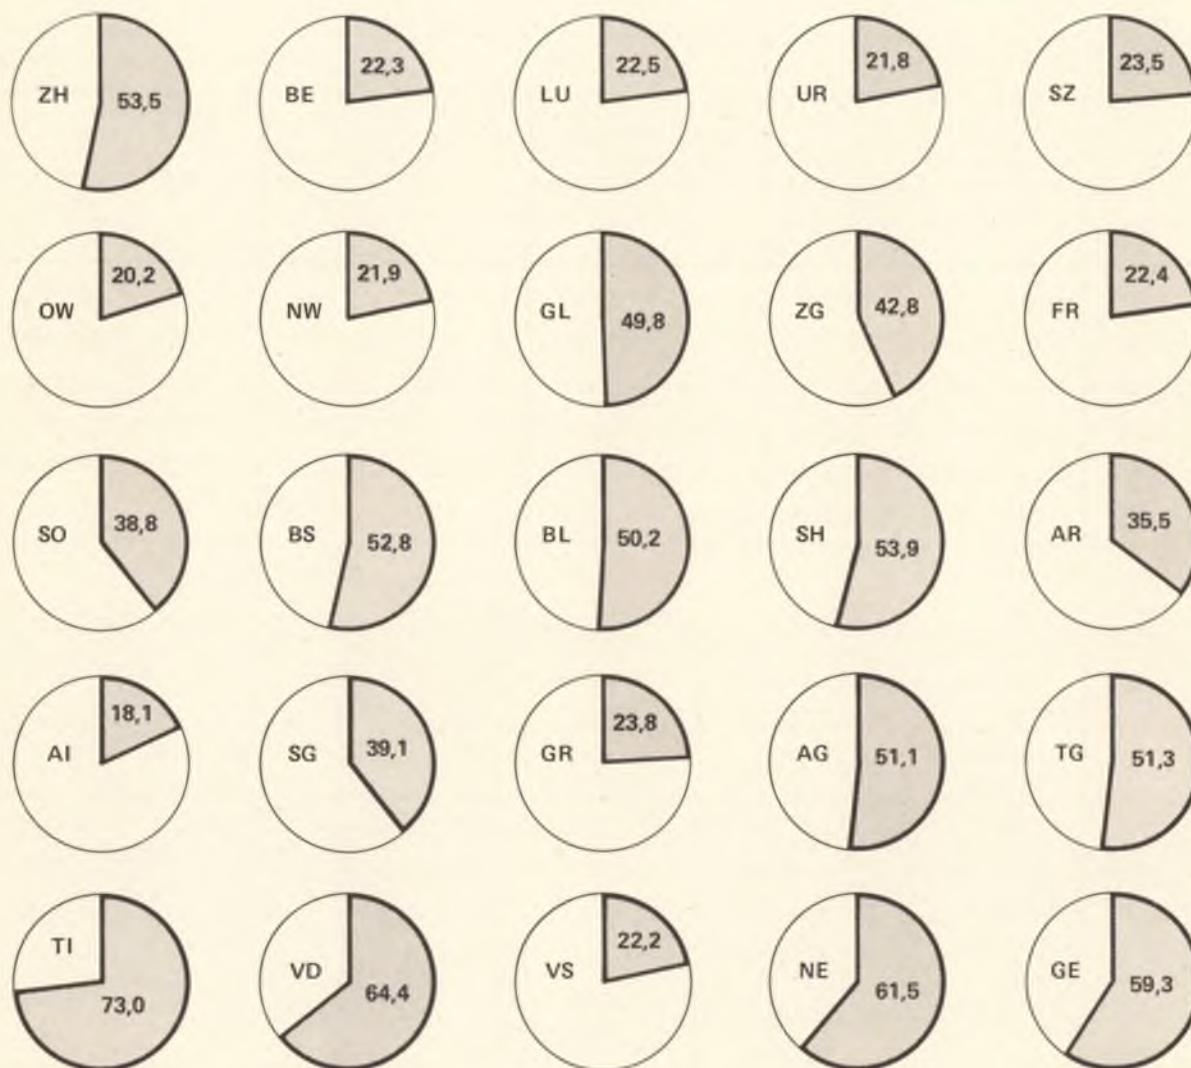 ZH 53,5 BE 22,3 LU 22,5 UR 21,8 SZ 23,5
OW 20,2 NW 21,9 GL 49,8 ZG 42,8 FR 22,4
SO 38,8 BS 52,8 BL 50,2 SH 53,9 AR 35,5
AI 18,1 SG 39,1 GR 23,8 AG 51,1 TG 51,3
TI 73,0 VD 64,4 VS 22,2 NE 61,5 GE 59,3